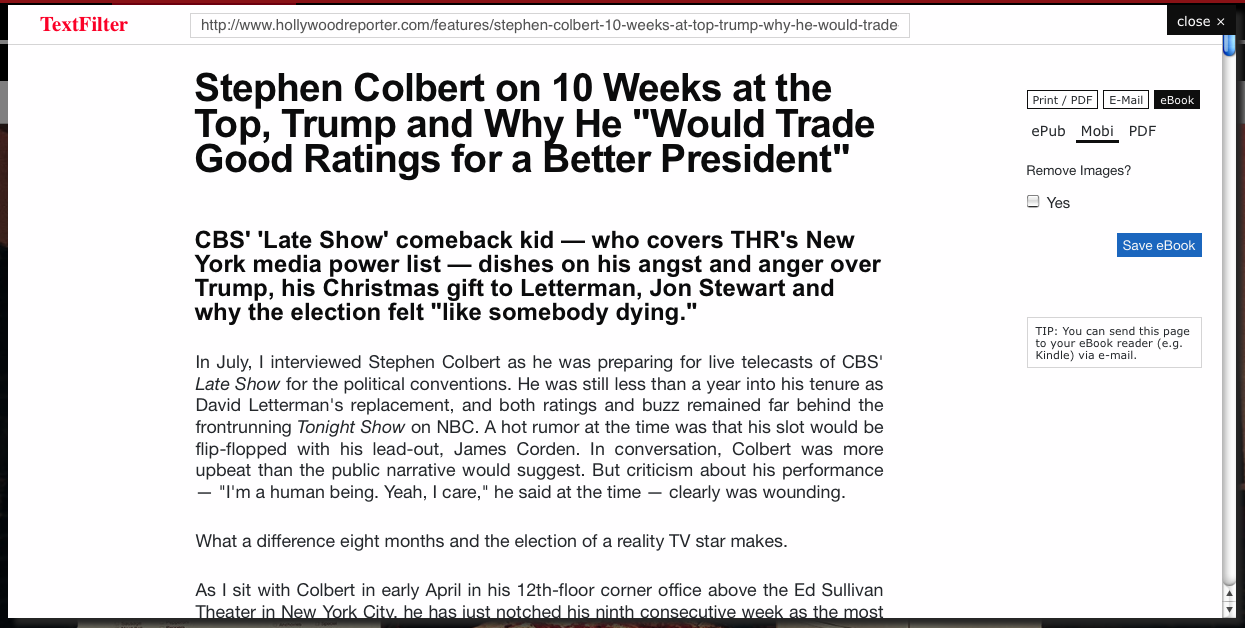 TextFilter
http://www.hollywoodreporter.com/features/stephen-colbert-10-weeks-at-top-trump-why-he-would-trade
close ×
Stephen Colbert on 10 Weeks at the
Top, Trump and Why He "Would Trade
Good Ratings for a Better President"
Print / PDF
E-Mail
eBook
ePub
Mobi
PDF
Remove Images?
Yes
Save eBook
TIP: You can send this page
to your eBook reader (e.g.
Kindle) via e-mail.
CBS' 'Late Show' comeback kid — who covers THR's New
York media power list — dishes on his angst and anger over
Trump, his Christmas gift to Letterman, Jon Stewart and
why the election felt "like somebody dying."
In July, I interviewed Stephen Colbert as he was preparing for live telecasts of CBS'
Late Show for the political conventions. He was still less than a year into his tenure as
David Letterman's replacement, and both ratings and buzz remained far behind the
frontrunning Tonight Show on NBC. A hot rumor at the time was that his slot would be
flip-flopped with his lead-out, James Corden. In conversation, Colbert was more
upbeat than the public narrative would suggest. But criticism about his performance
— "I'm a human being. Yeah, I care," he said at the time — clearly was wounding.
What a difference eight months and the election of a reality TV star makes.
As I sit with Colbert in early April in his 12th-floor corner office above the Ed Sullivan
Theater in New York City, he has just notched his ninth consecutive week as the most